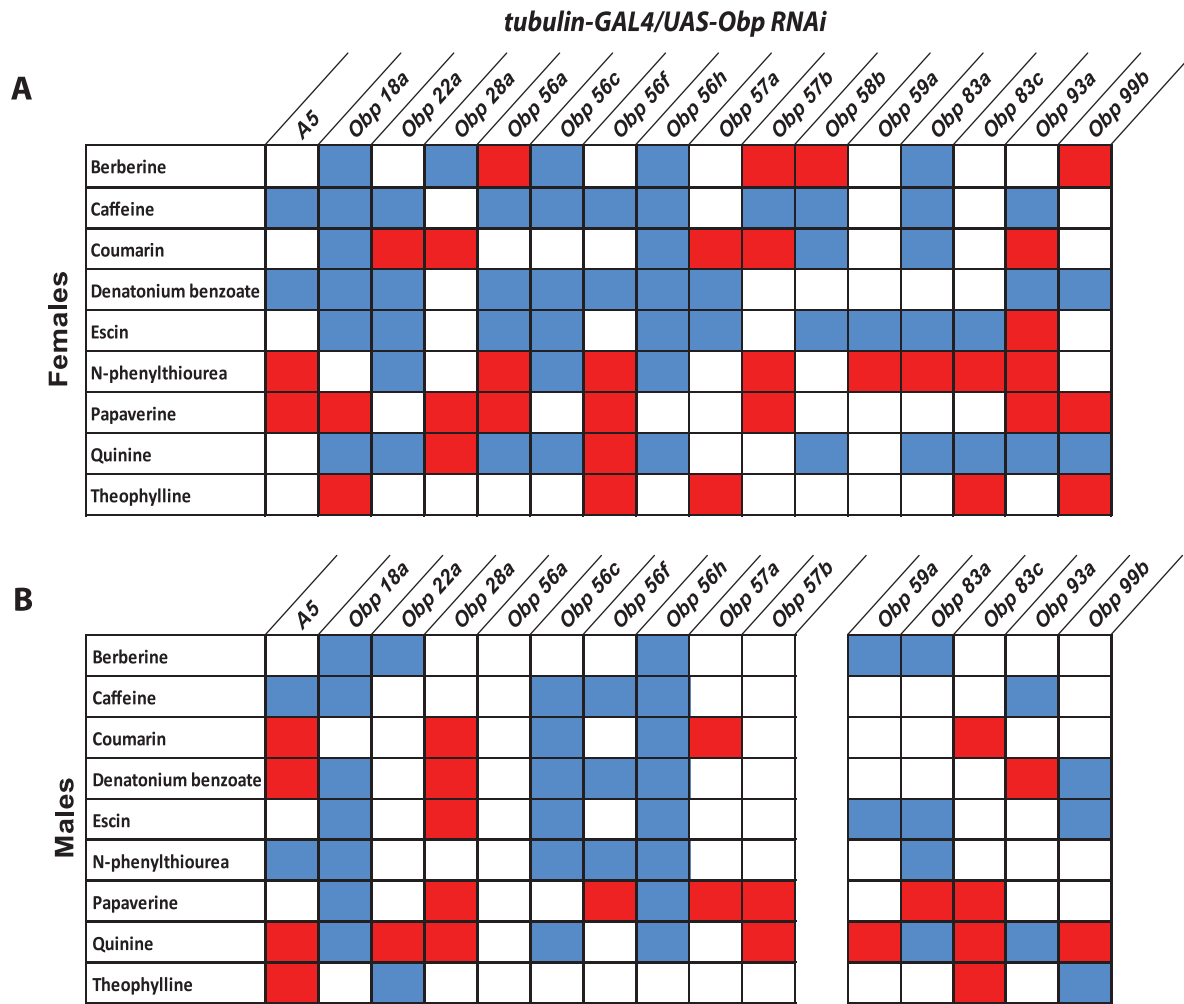 tubulin-GAL4/UAS-Obp RNAi
A
A5 Obp 18a Obp 22a Obp 28a Obp 56a Obp 56c Obp 56f Obp 56h Obp 57a Obp 57b Obp 58b Obp 59a Obp 83a Obp 83c Obp 93a Obp 99b
Females
Berberine
Caffeine
Coumarin
Denatonium benzoate
Escin
N-phenylthiourea
Papaverine
Quinine
Theophylline
B
A5 Obp 18a Obp 22a Obp 28a Obp 56a Obp 56c Obp 56f Obp 56h Obp 57a Obp 57b Obp 59a Obp 83a Obp 83c Obp 93a Obp 99b
Males
Berberine
Caffeine
Coumarin
Denatonium benzoate
Escin
N-phenylthiourea
Papaverine
Quinine
Theophylline